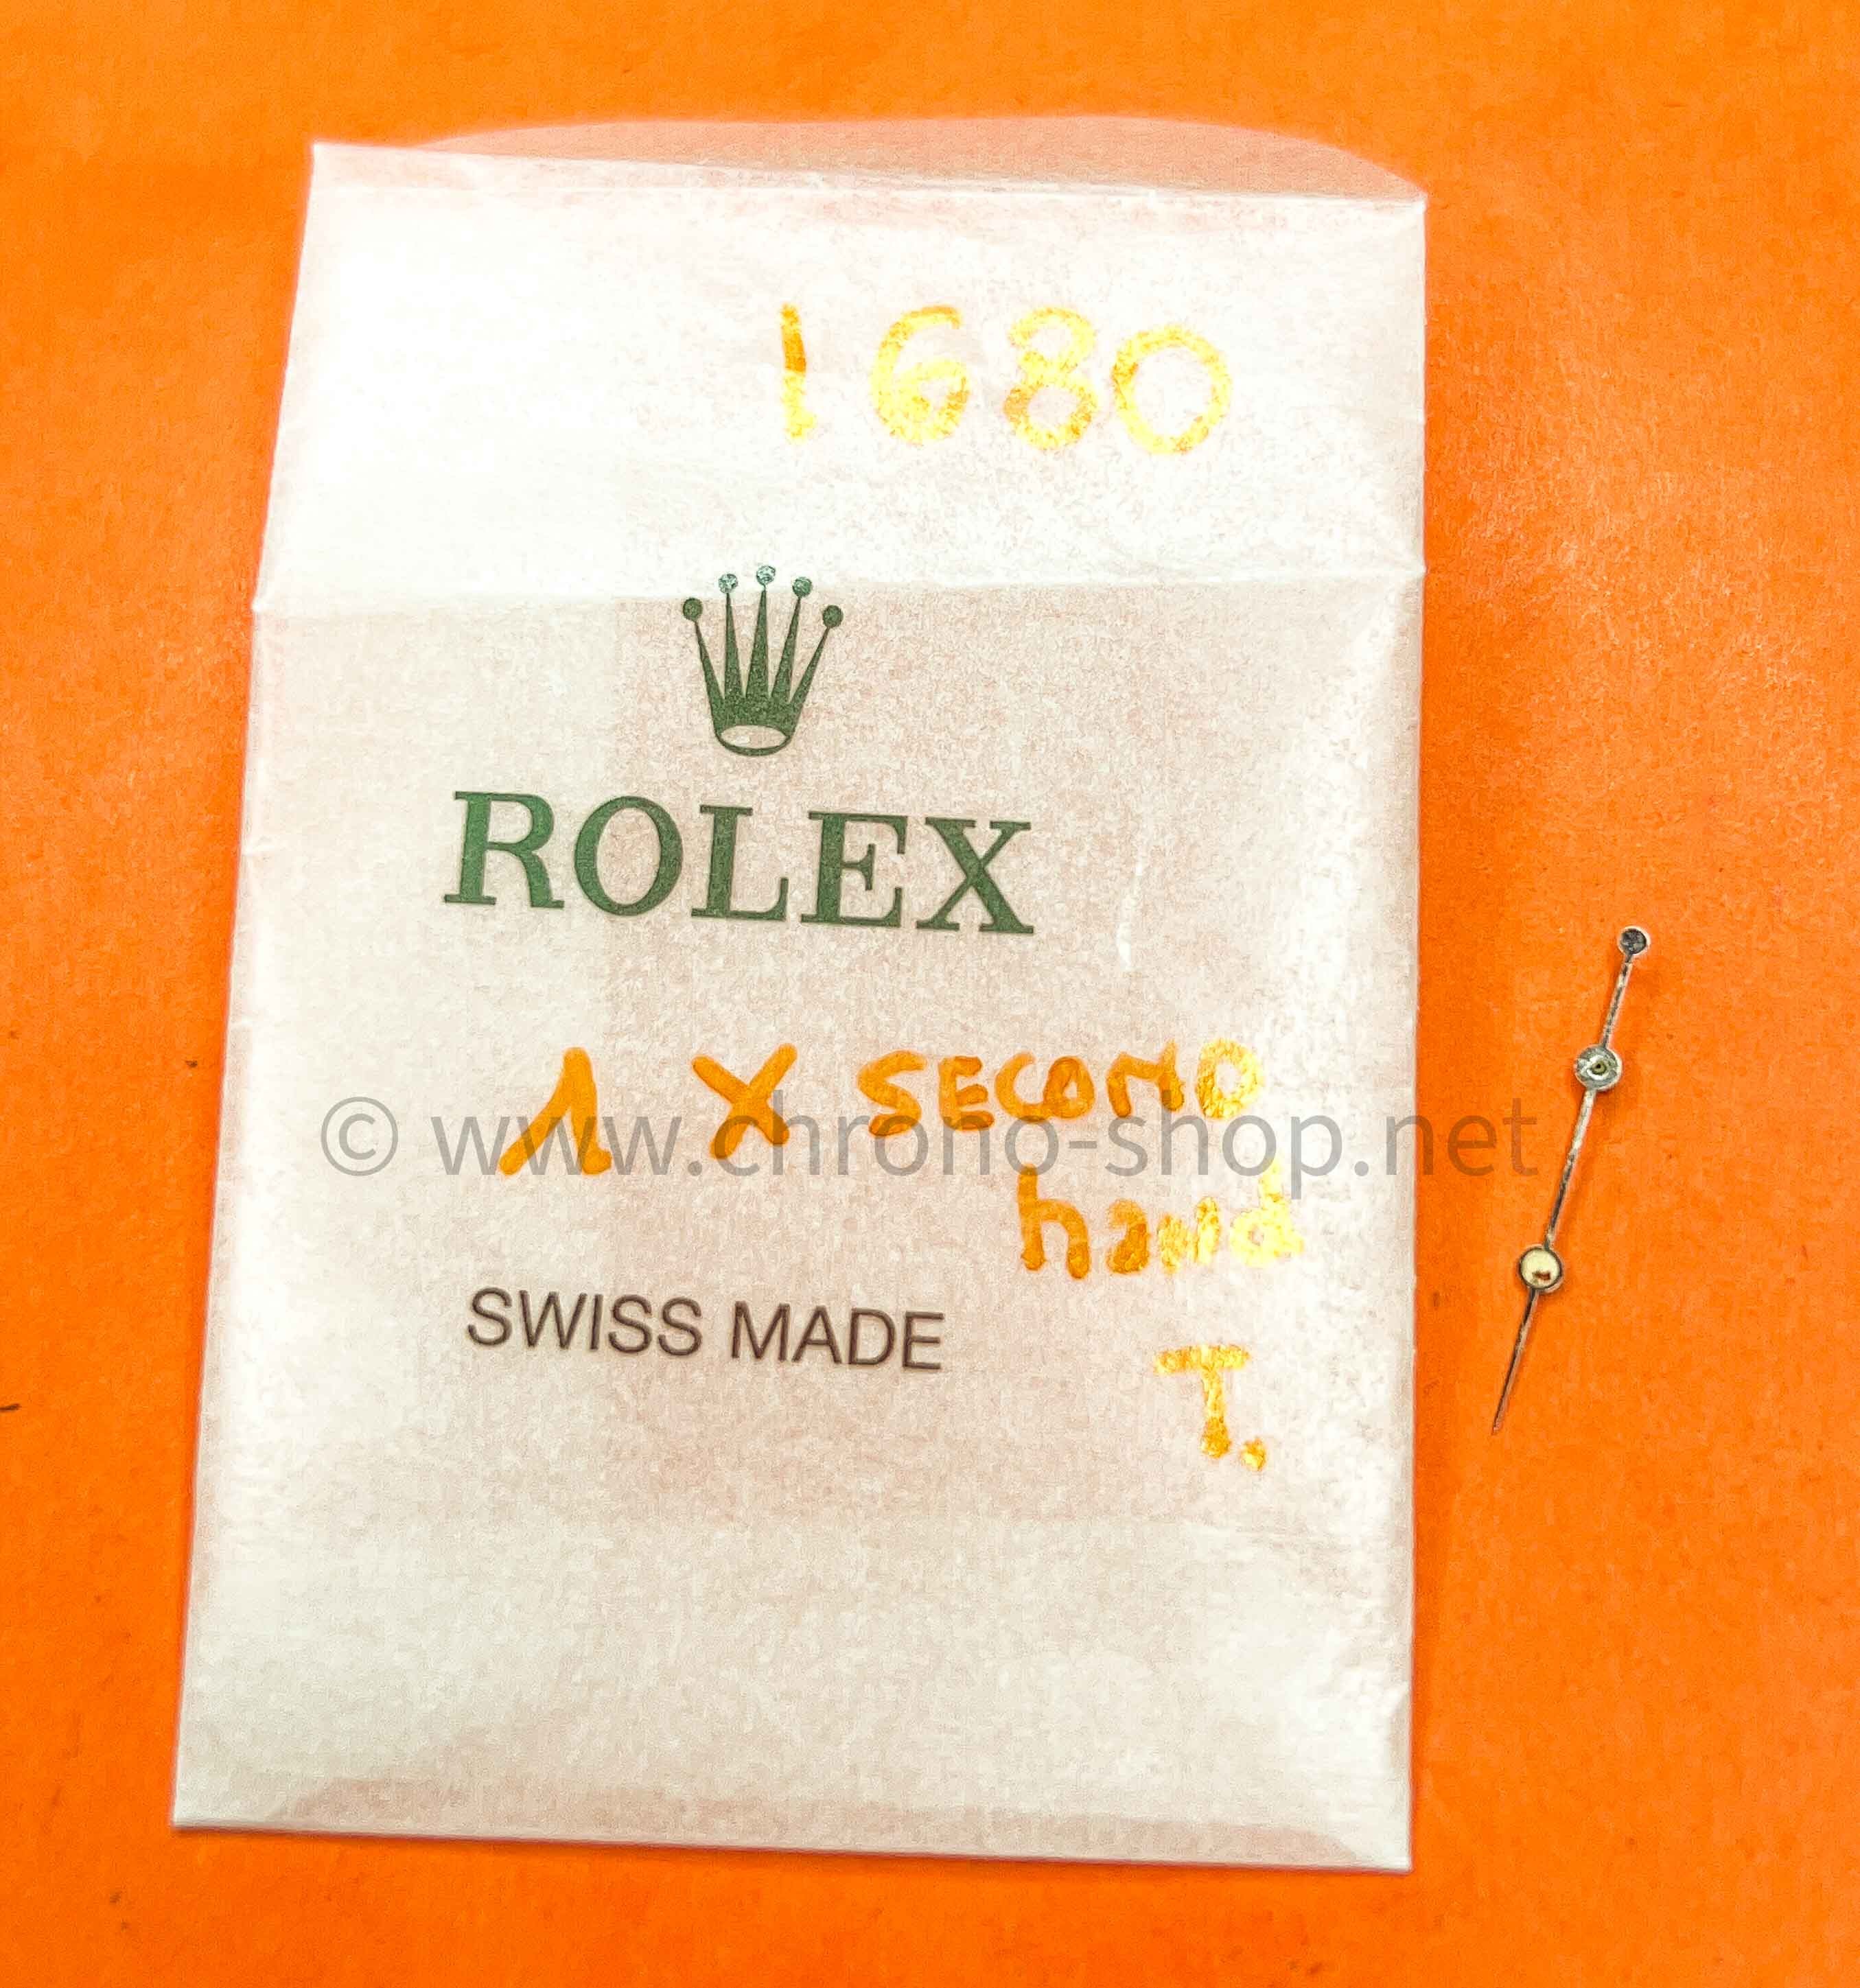 1680
ROLEX
1 X SECOND
© www.chrono-shop.net
hand
SWISS MADE
T.